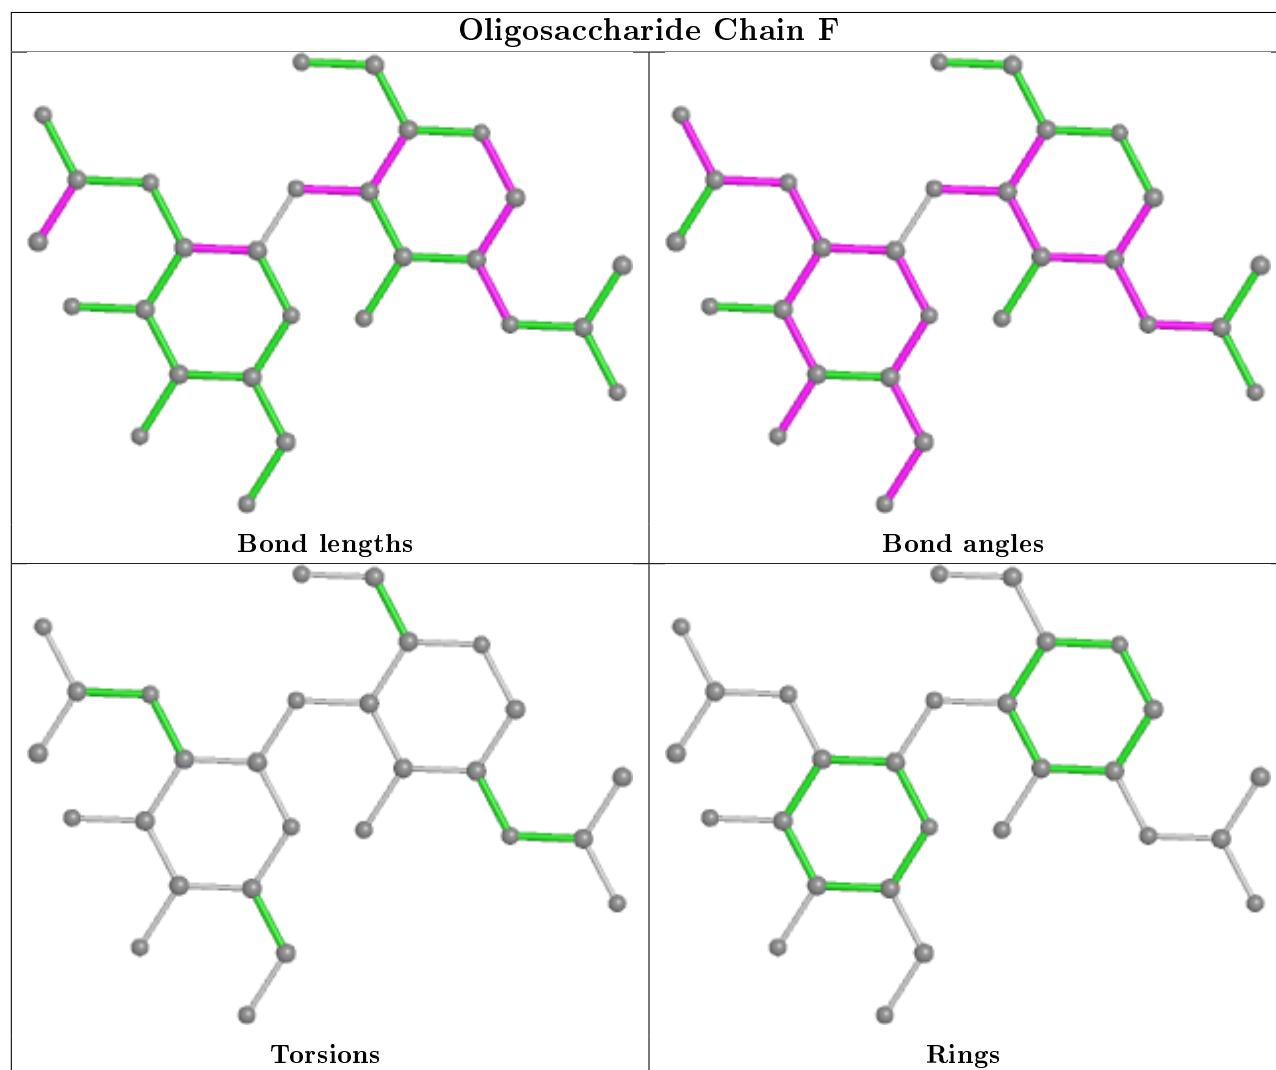 Oligosaccharide Chain F
Bond lengths
Bond angles
Torsions
Rings